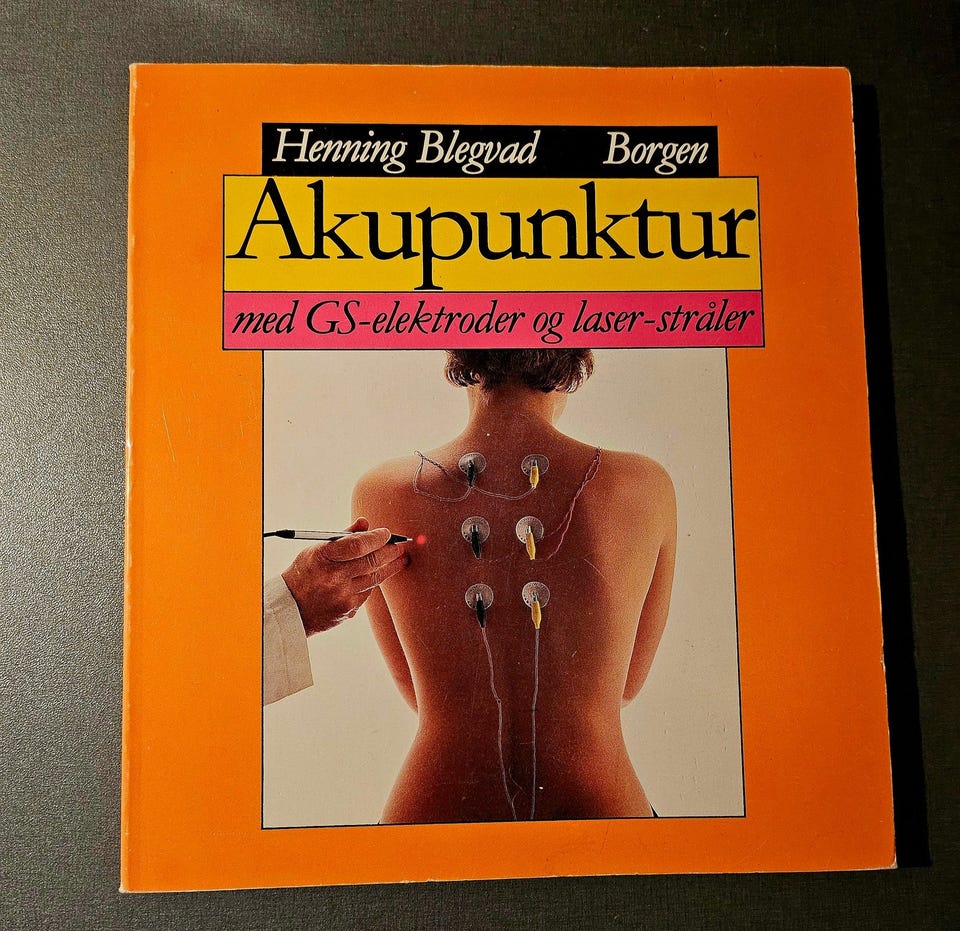 Henning Blegvad Borgen
Akupunktur
med GS-elektroder og laser-stråler